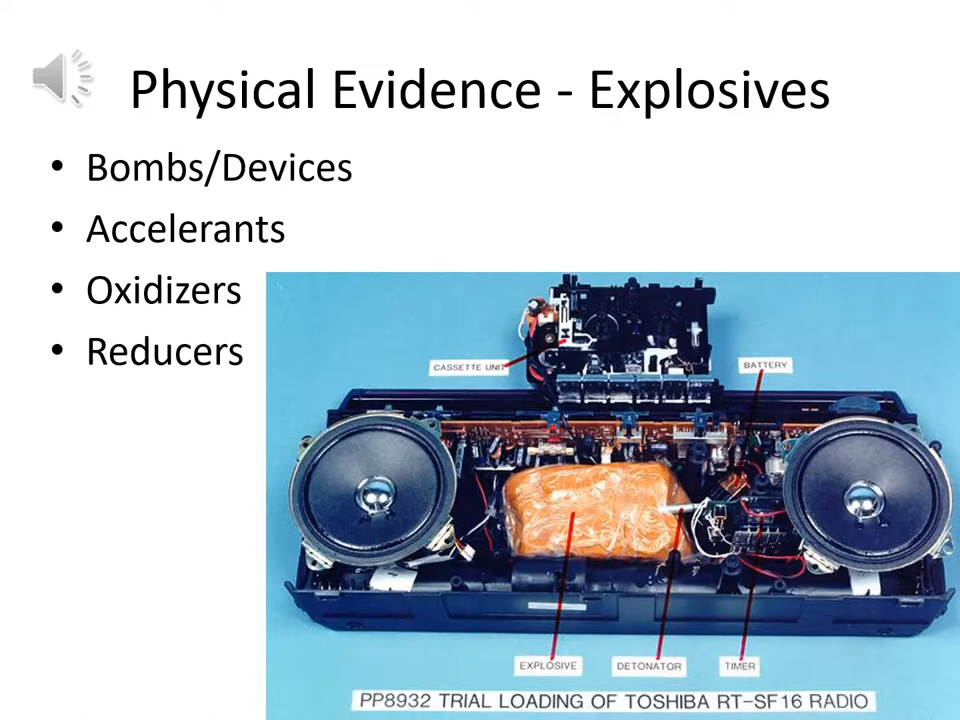 Physical Evidence - Explosives
• Bombs/Devices
• Accelerants
• Oxidizers
• Reducers
CASSETTE UNIT
BATTERY
EXPLOSIVE
DETONATOR
TIMER
PP8932 TRIAL LOADING OF TOSHIBA RT-SF16 RADIO